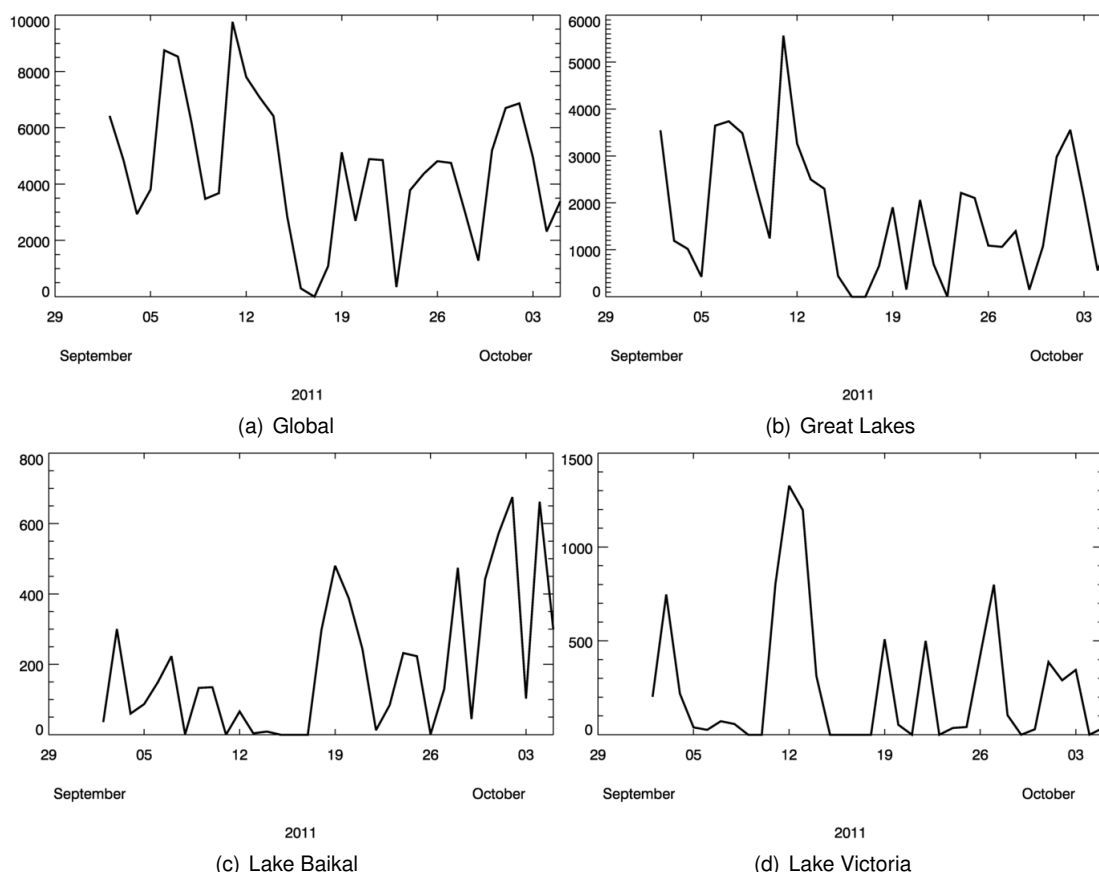 10000
8000
6000
4000
2000
0
29 05 12 19 26 03
September October
2011
(a) Global
6000
5000
4000
3000
2000
1000
0
29 05 12 19 26 03
September October
2011
(b) Great Lakes
800
600
400
200
0
29 05 12 19 26 03
September October
2011
(c) Lake Baikal
1500
1000
500
0
29 05 12 19 26 03
September October
2011
(d) Lake Victoria